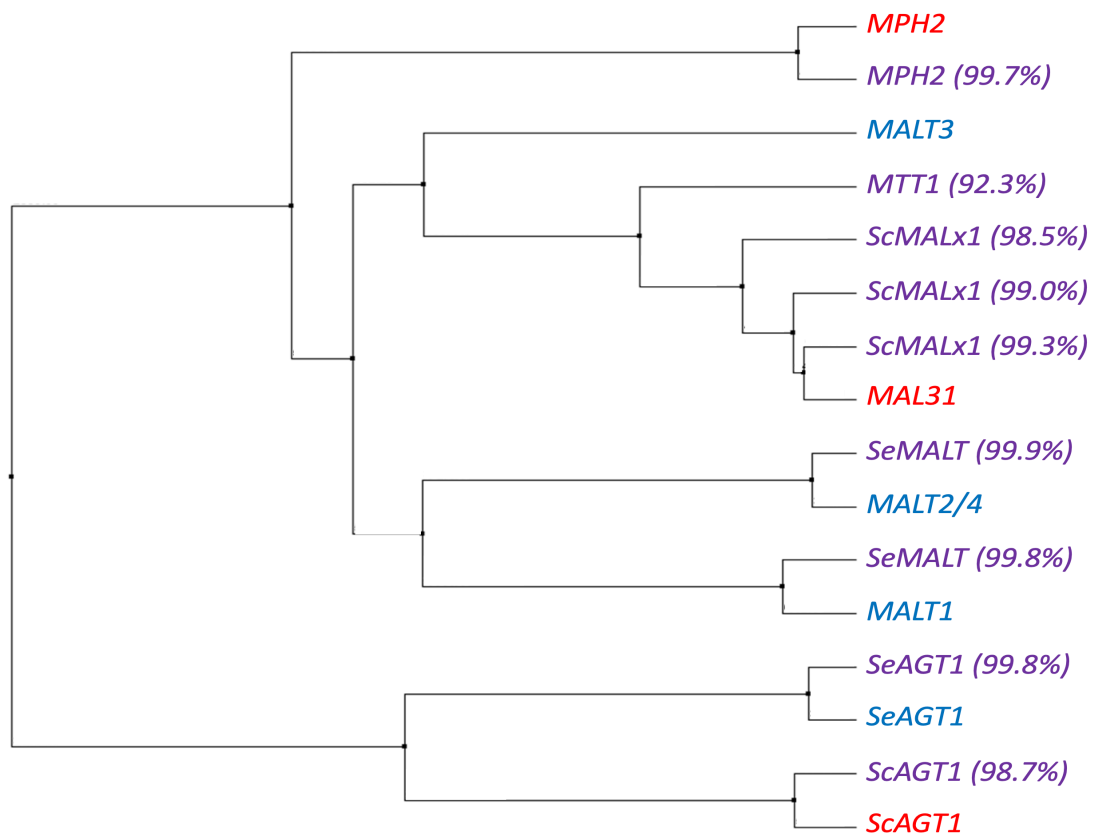 MPH2
MPH2 (99.7%)
MALT3
MTT1 (92.3%)
ScMALx1 (98.5%)
ScMALx1 (99.0%)
ScMALx1 (99.3%)
MAL31
SeMALT (99.9%)
MALT2/4
SeMALT (99.8%)
MALT1
SeAGT1 (99.8%)
SeAGT1
ScAGT1 (98.7%)
ScAGT1